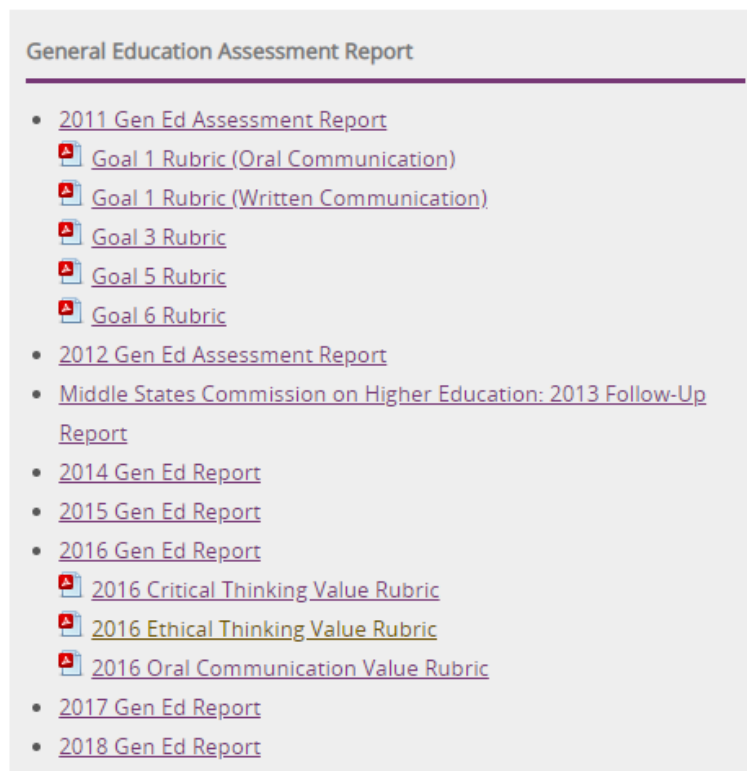 General Education Assessment Report
2011 Gen Ed Assessment Report
Goal 1 Rubric (Oral Communication)
Goal 1 Rubric (Written Communication)
Goal 3 Rubric
Goal 5 Rubric
Goal 6 Rubric
2012 Gen Ed Assessment Report
Middle States Commission on Higher Education: 2013 Follow-Up
Report
2014 Gen Ed Report
2015 Gen Ed Report
2016 Gen Ed Report
2016 Critical Thinking Value Rubric
2016 Ethical Thinking Value Rubric
2016 Oral Communication Value Rubric
2017 Gen Ed Report
2018 Gen Ed Report